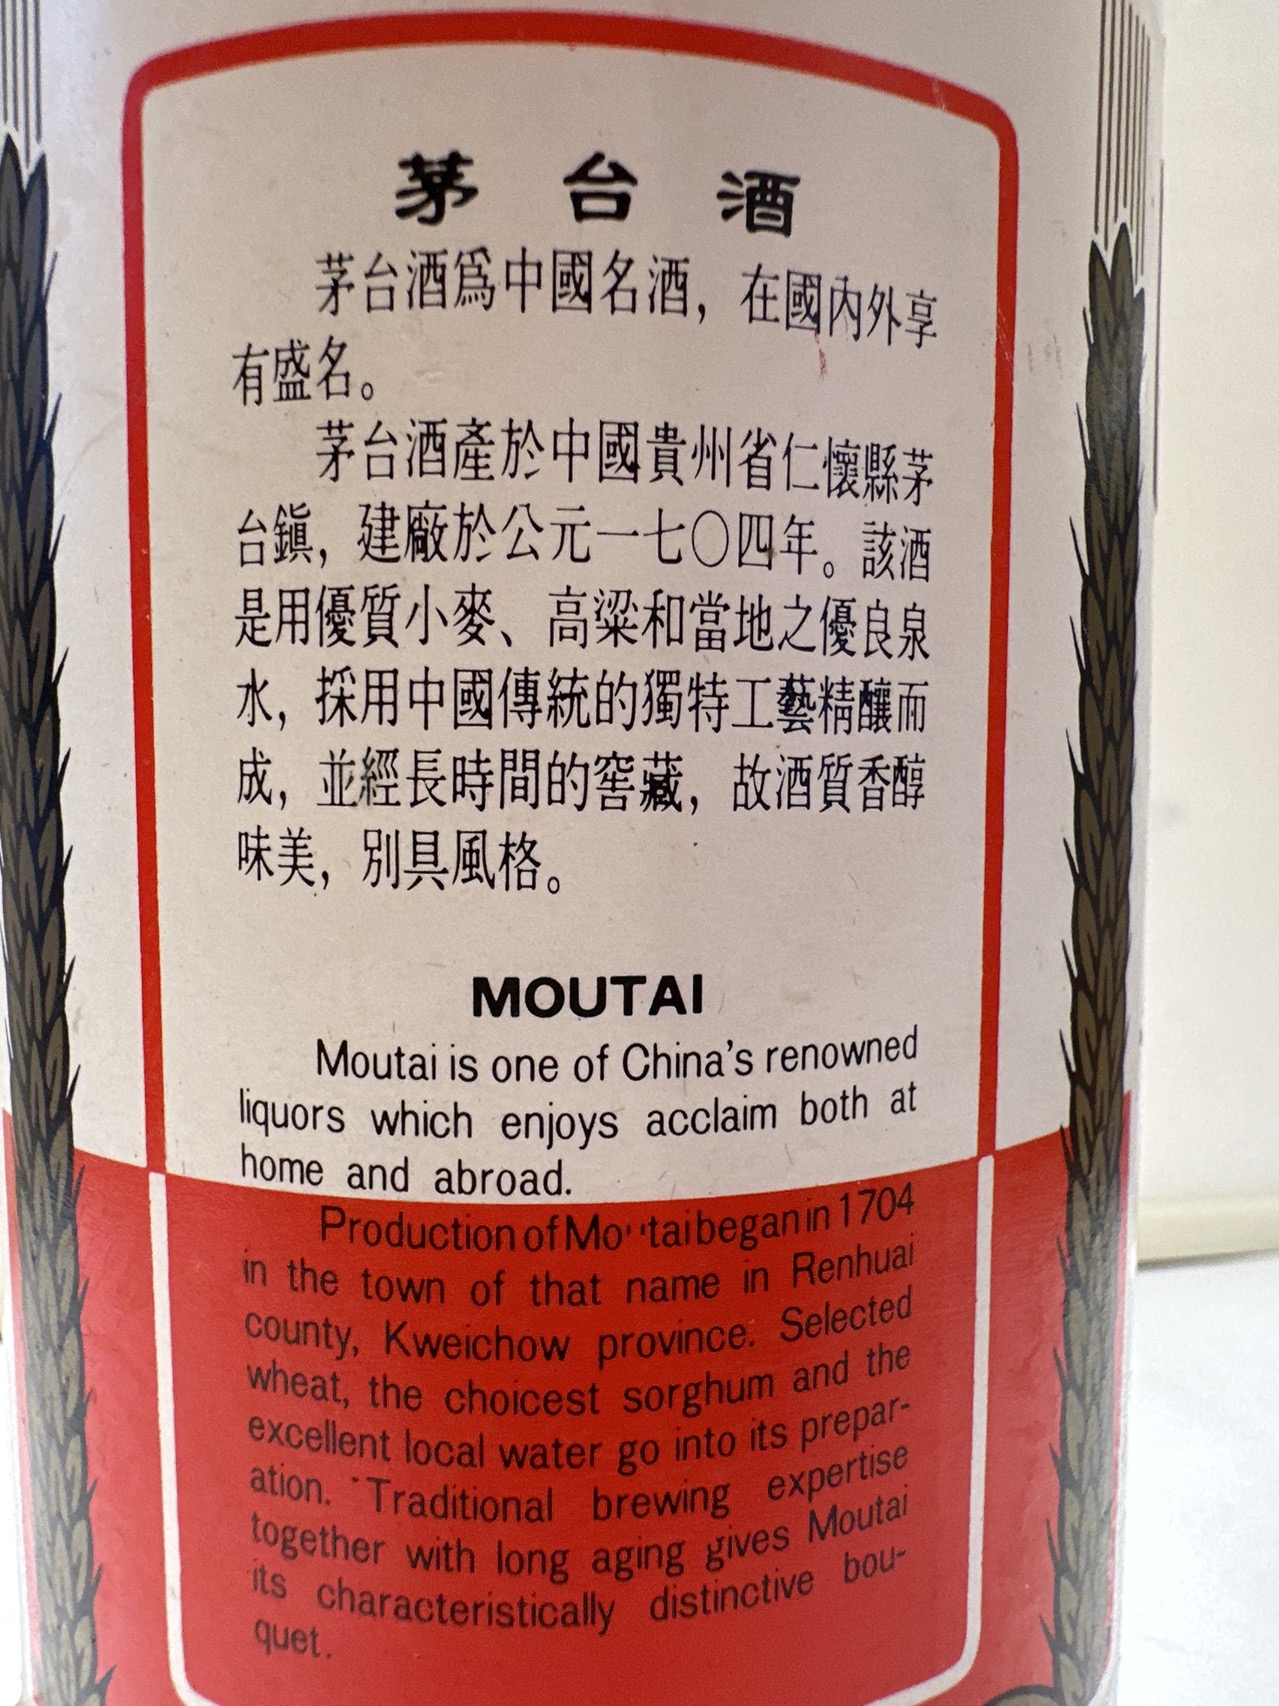 茅台酒
茅台酒爲中國名酒，在國內外享
有盛名。
茅台酒產於中國貴州省仁懷縣茅
台鎭，建廠於公元一七〇四年。該酒
是用優質小麥、高粱和當地之優良泉
水，採用中國傳統的獨特工藝精釀而
成，並經長時間的窖藏，故酒質香醇
味美，別具風格。
MOUTAI
Moutai is one of China's renowned
liquors which enjoys acclaim both at
home and abroad.
Production of Moutai began in 1704
in the town of that name in Renhuai
county, Kweichow province. Selected
wheat, the choicest sorghum and the
excellent local water go into its prepar-
ation. Traditional brewing expertise
together with long aging gives Moutai
its characteristically distinctive bou-
quet.